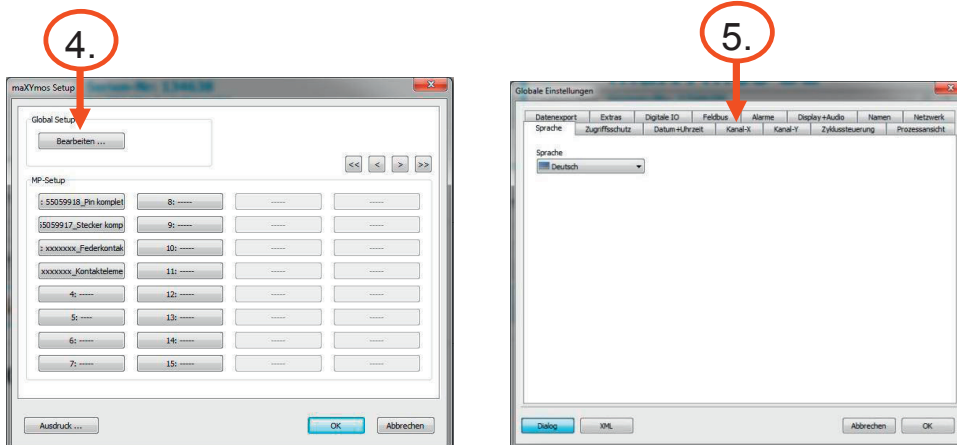 4.
maXYmos Setup
Global Setup
Bearbeiten ...
<< < > >>
MP-Setup
: 55059918_Pin komplet 8: ----- ----- -----
i5059917_Stecker komp 9: ----- ----- -----
: xxxxxxx_Federkontak 10: ----- ----- -----
xxxxxxx_Kontakteleme 11: ----- ----- -----
4: ----- 12: ----- ----- -----
5: ---- 13: ----- ----- -----
6: ----- 14: ----- ----- -----
7: ----- 15: ----- ----- -----
Ausdruck ... OK Abbrechen
5.
Globale Einstellungen
Datenexport Extras Digitale IO Feldbus Alarme Display+Audio Namen Netzwerk
Sprache Zugriffsschutz Datum+Uhrzeit Kanal-X Kanal-Y Zyklussteuerung Prozessansicht
Sprache
Deutsch
Dialog XML Abbrechen OK